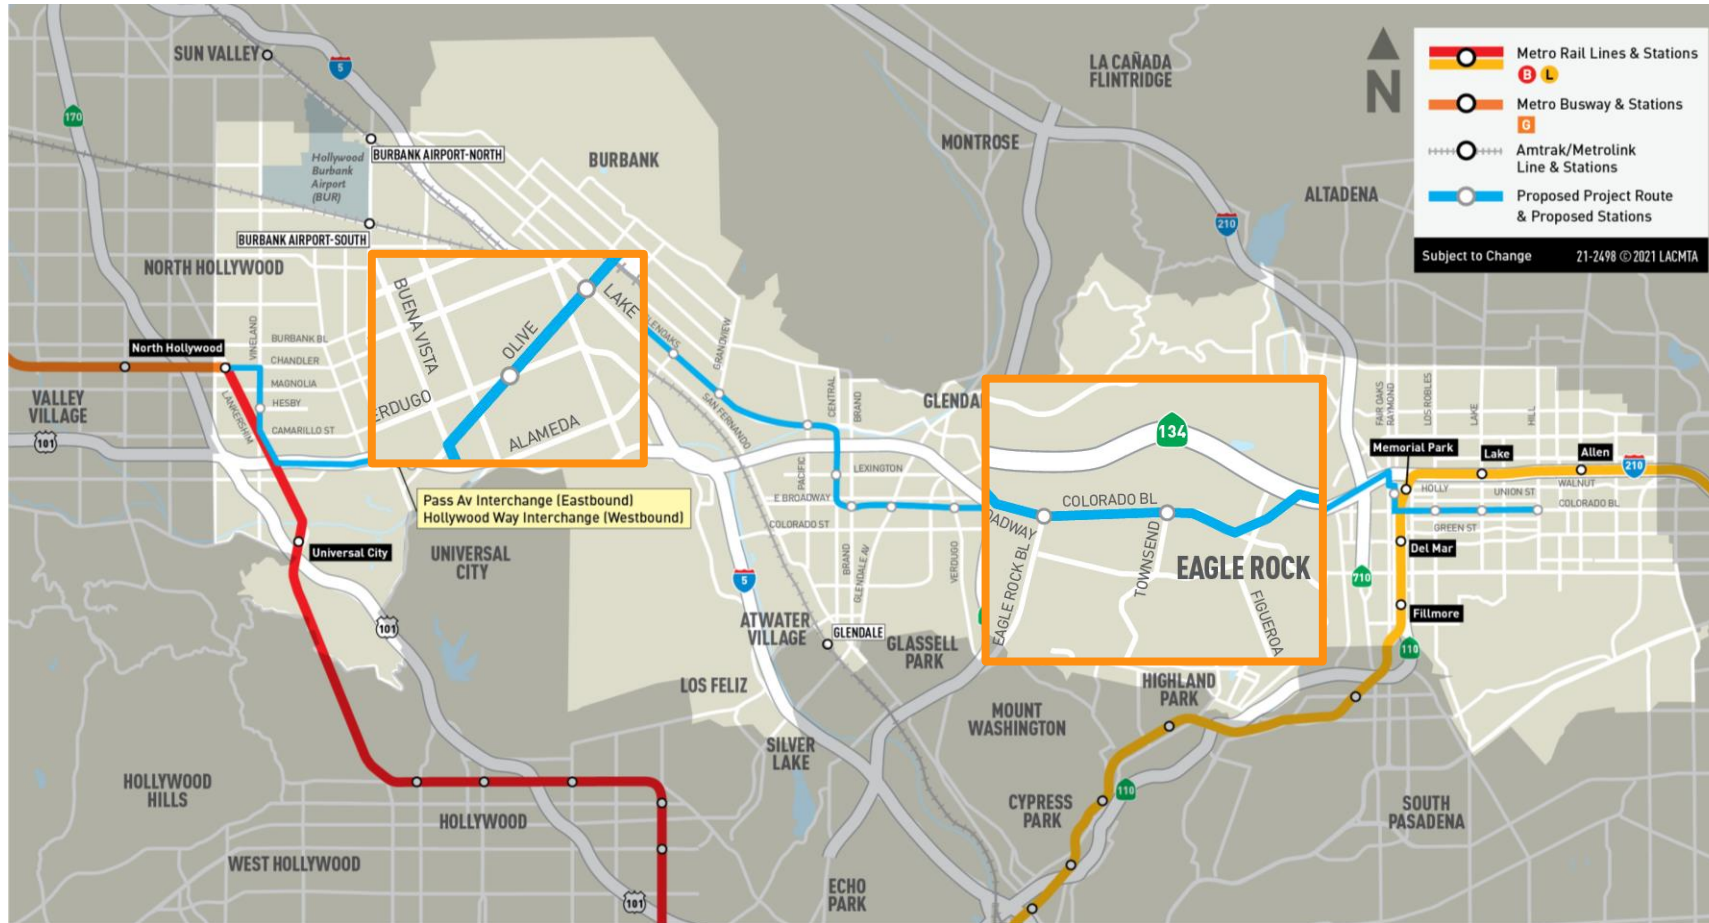 SUN VALLEY
5
170
Hollywood
Burbank
Airport
(BUR)
BURBANK AIRPORT-NORTH
BURBANK
BURBANK AIRPORT-SOUTH
NORTH HOLLYWOOD
LA CAÑADA
FLINTRIDGE
MONTROSE
ALTADENA
210
N
Metro Rail Lines & Stations
B L
Metro Busway & Stations
G
Amtrak/Metrolink
Line & Stations
Proposed Project Route
& Proposed Stations
Subject to Change
21-2498 © 2021 LACMTA
North Hollywood
VINELAND
BURBANK BL
CHANDLER
MAGNOLIA
HESBY
CAMARILLO ST
LANKERSHIM
VALLEY
VILLAGE
101
BUENA VISTA
OLIVE
LAKE
ERDUGO
ALAMEDA
GLENOAKS
GRANDVIEW
SAN FERNANDO
CENTRAL
BRAND
PACIFIC
LEXINGTON
E BROADWAY
COLORADO ST
BRAND
GLENDALE AV
VERDUGO
GLENDAL
Pass Av Interchange (Eastbound)
Hollywood Way Interchange (Westbound)
Universal City
UNIVERSAL
CITY
101
5
134
COLORADO BL
OADWAY
EAGLE ROCK BL
TOWNSEND
EAGLE ROCK
FIGUEROA
FAIR OAKS
RAYMOND
LOS ROBLES
LAKE
HILL
Memorial Park
Lake
Allen
210
HOLLY
UNION ST
WALNUT
COLORADO BL
GREEN ST
Del Mar
710
Fillmore
110
ATWATER
VILLAGE
GLENDALE
GLASSELL
PARK
LOS FELIZ
MOUNT
WASHINGTON
HIGHLAND
PARK
SILVER
LAKE
HOLLYWOOD
HILLS
HOLLYWOOD
WEST HOLLYWOOD
101
ECHO
PARK
CYPRESS
PARK
110
SOUTH
PASADENA